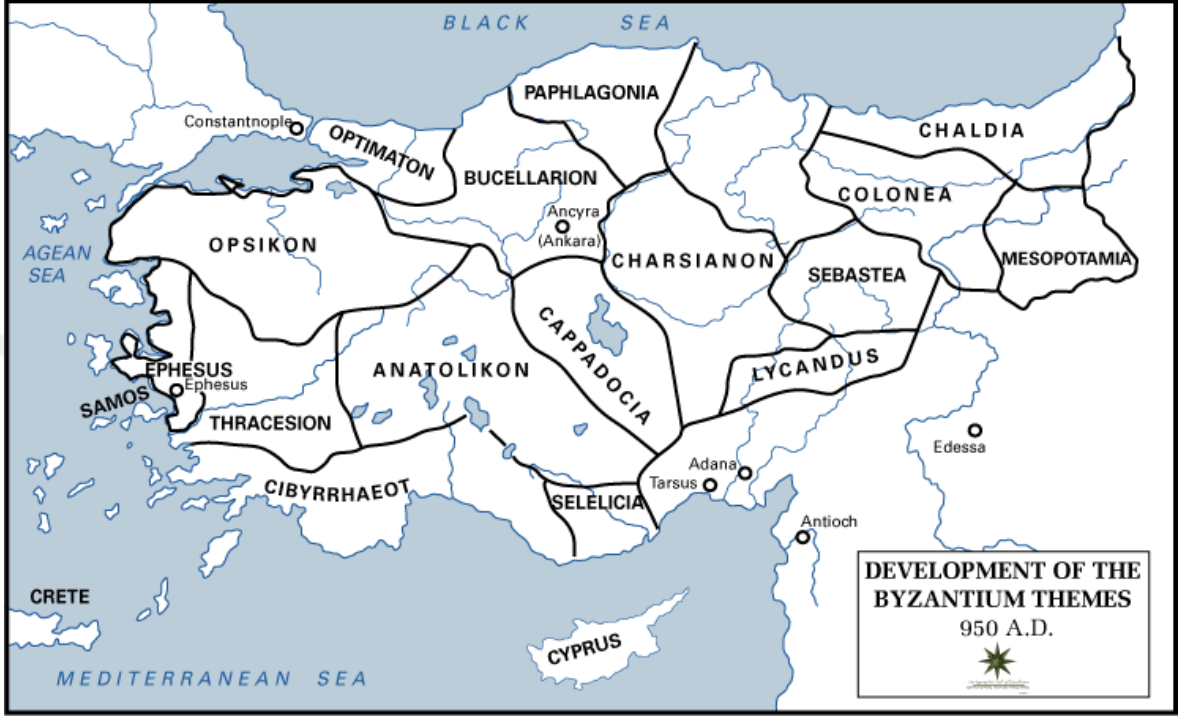 BLACK SEA
PAPHLAGONIA
Constantnople
OPTIMATON
CHALDIA
BUCELLARION
COLONEA
Ancyra
(Ankara)
OPSIKON
AGEAN
SEA
CHARSIANON
SEBASTEA
MESOPOTAMIA
CAPPADOCIA
EPHESUS
Ephesus
ANATOLIKON
LYCANDUS
SAMOS
THRACESION
Edessa
Adana
Tarsus
CIBYRRHAEOT
SELELICIA
Antioch
CRETE
CYPRUS
MEDITERRANEAN SEA
DEVELOPMENT OF THE
BYZANTIUM THEMES
950 A.D.